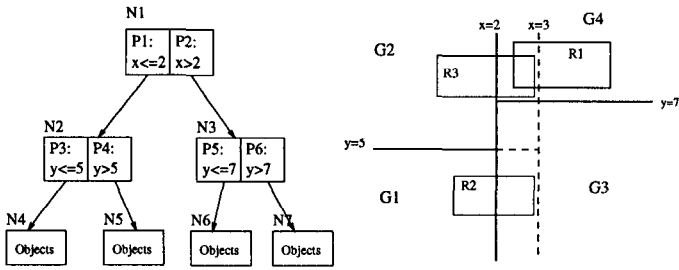 N1
P1: P2:
x<=2 x>2
N2 N3
P3: P4: P5: P6:
y<=5 y>5 y<=7 y>7
N4 N5 N6 N7
Objects Objects Objects Objects
x=2 x=3 G4
G2 R1
R3
y=7
y=5
G1 R2 G3